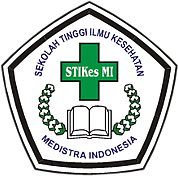 SEKOLAH TINGGI ILMU KESEHATAN
STIKes MI
MEDISTRA INDONESIA